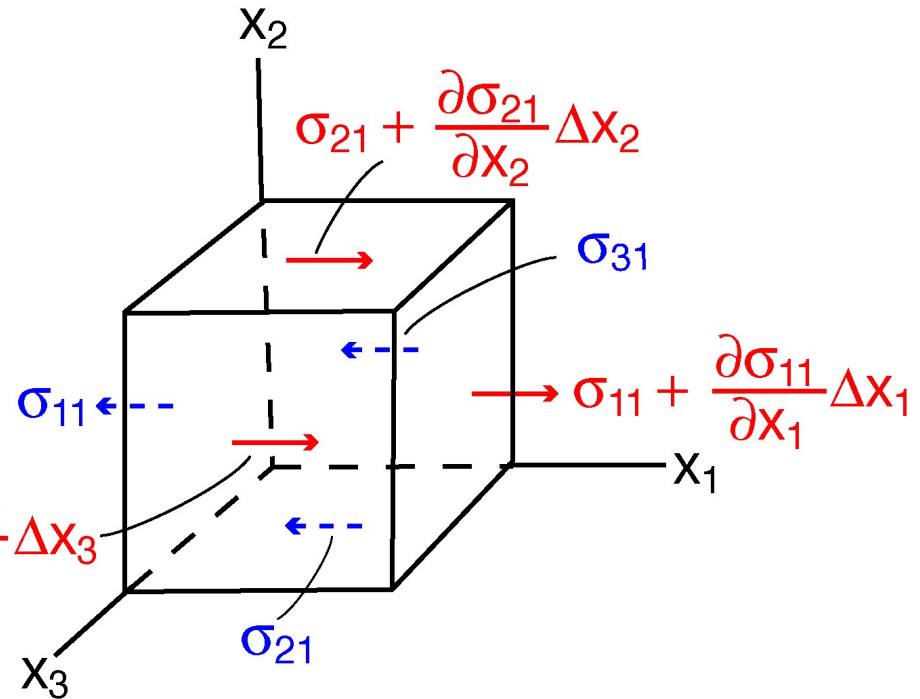 x₂
σ₂₁ + ∂σ₂₁/∂x₂ Δx₂
σ₃₁
σ₁₁
σ₁₁ + ∂σ₁₁/∂x₁ Δx₁
x₁
Δx₃
σ₂₁
x₃